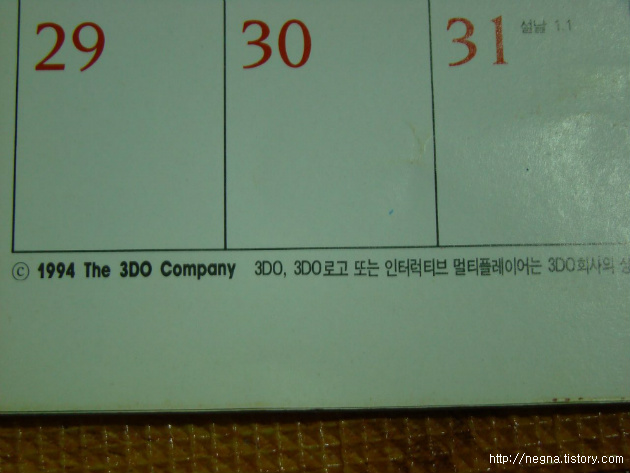 29 30 31 설날 1.1
ⓒ 1994 The 3DO Company 3DO, 3DO로고 또는 인터럭티브 멀티플레이어는 3DO회사의
http://negna.tistory.com